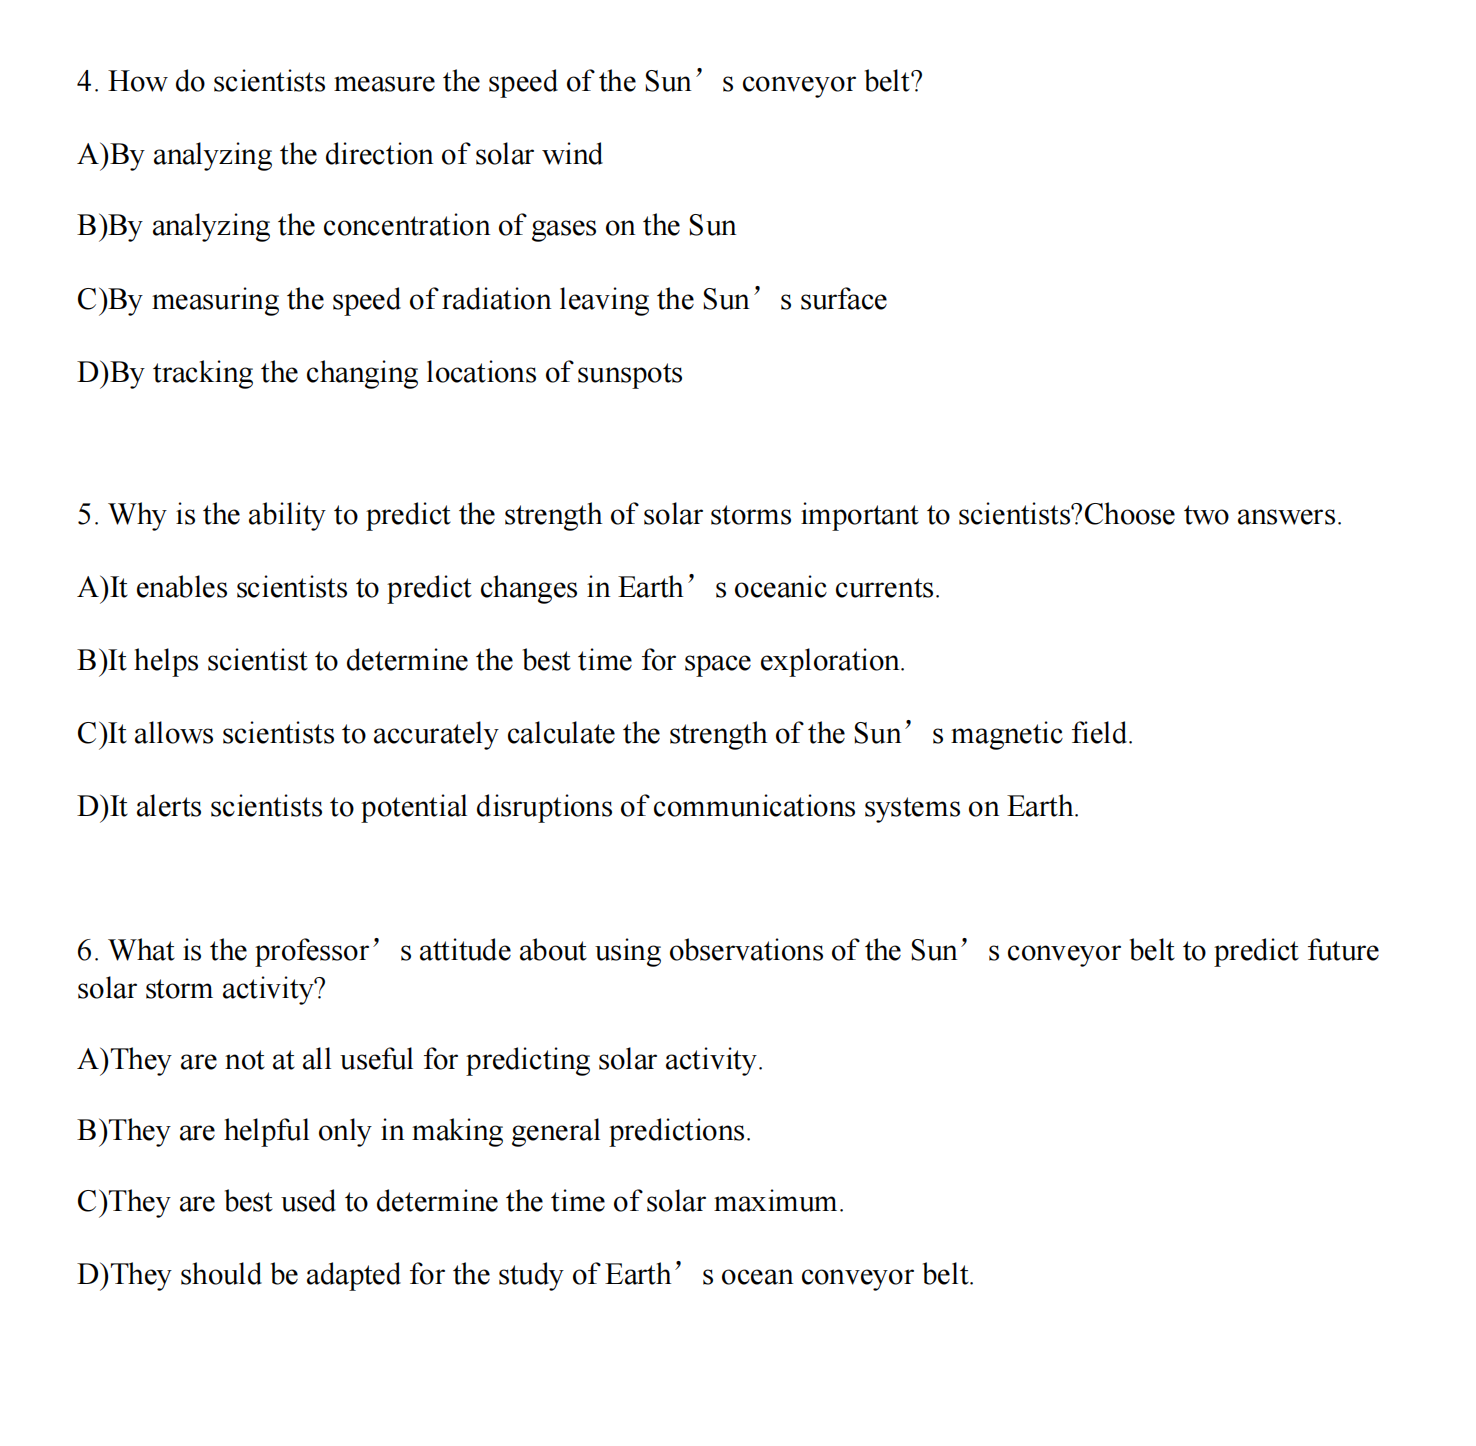 4. How do scientists measure the speed of the Sun’s conveyor belt?
A)By analyzing the direction of solar wind
B)By analyzing the concentration of gases on the Sun
C)By measuring the speed of radiation leaving the Sun’s surface
D)By tracking the changing locations of sunspots
5. Why is the ability to predict the strength of solar storms important to scientists?Choose two answers.
A)It enables scientists to predict changes in Earth’s oceanic currents.
B)It helps scientist to determine the best time for space exploration.
C)It allows scientists to accurately calculate the strength of the Sun’s magnetic field.
D)It alerts scientists to potential disruptions of communications systems on Earth.
6. What is the professor’s attitude about using observations of the Sun’s conveyor belt to predict future
solar storm activity?
A)They are not at all useful for predicting solar activity.
B)They are helpful only in making general predictions.
C)They are best used to determine the time of solar maximum.
D)They should be adapted for the study of Earth’s ocean conveyor belt.